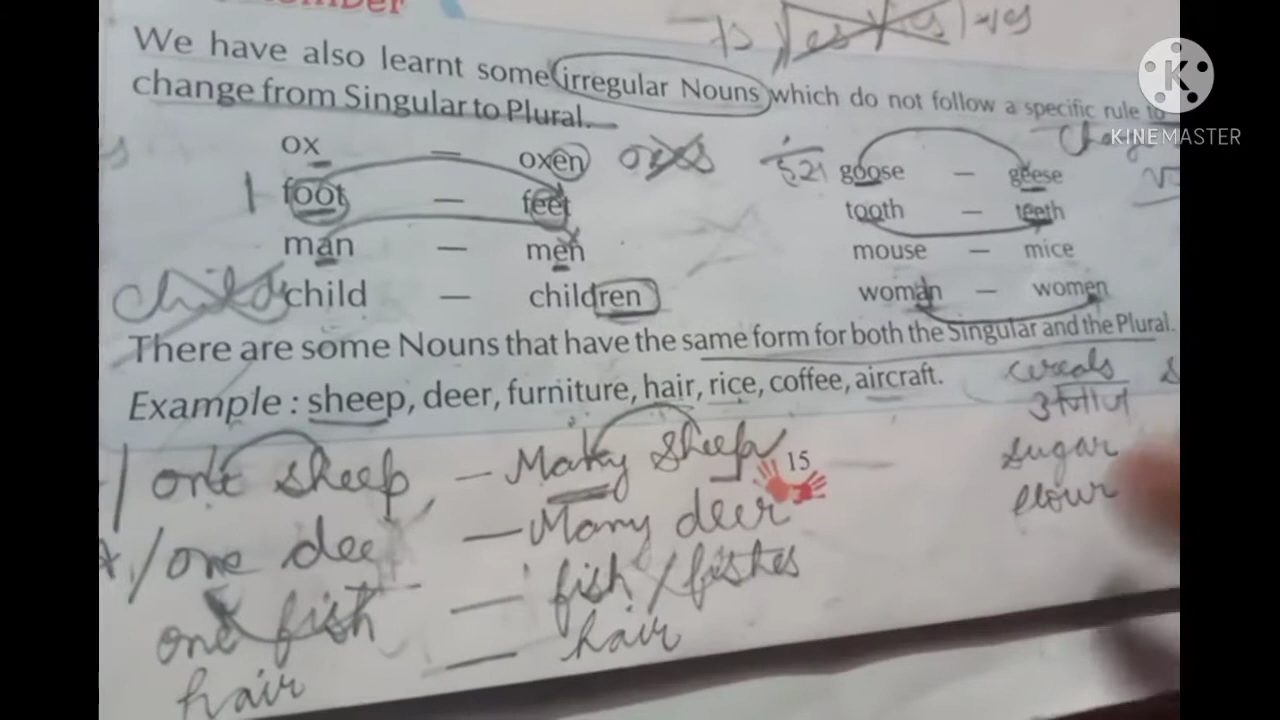 We have also learnt some irregular Nouns which do not follow a specific rule to
change from Singular to Plural.
ox — oxen
foot — feet
man — men
child — children
goose — geese
tooth — teeth
mouse — mice
woman — women
There are some Nouns that have the same form for both the Singular and the Plural.
Example : sheep, deer, furniture, hair, rice, coffee, aircraft.
cereals
अनाज
sugar
flour
one sheep, — Many sheep
15
one dee — Many deer
one fish — fish / fishes
hair — hair
K
KINEMASTER